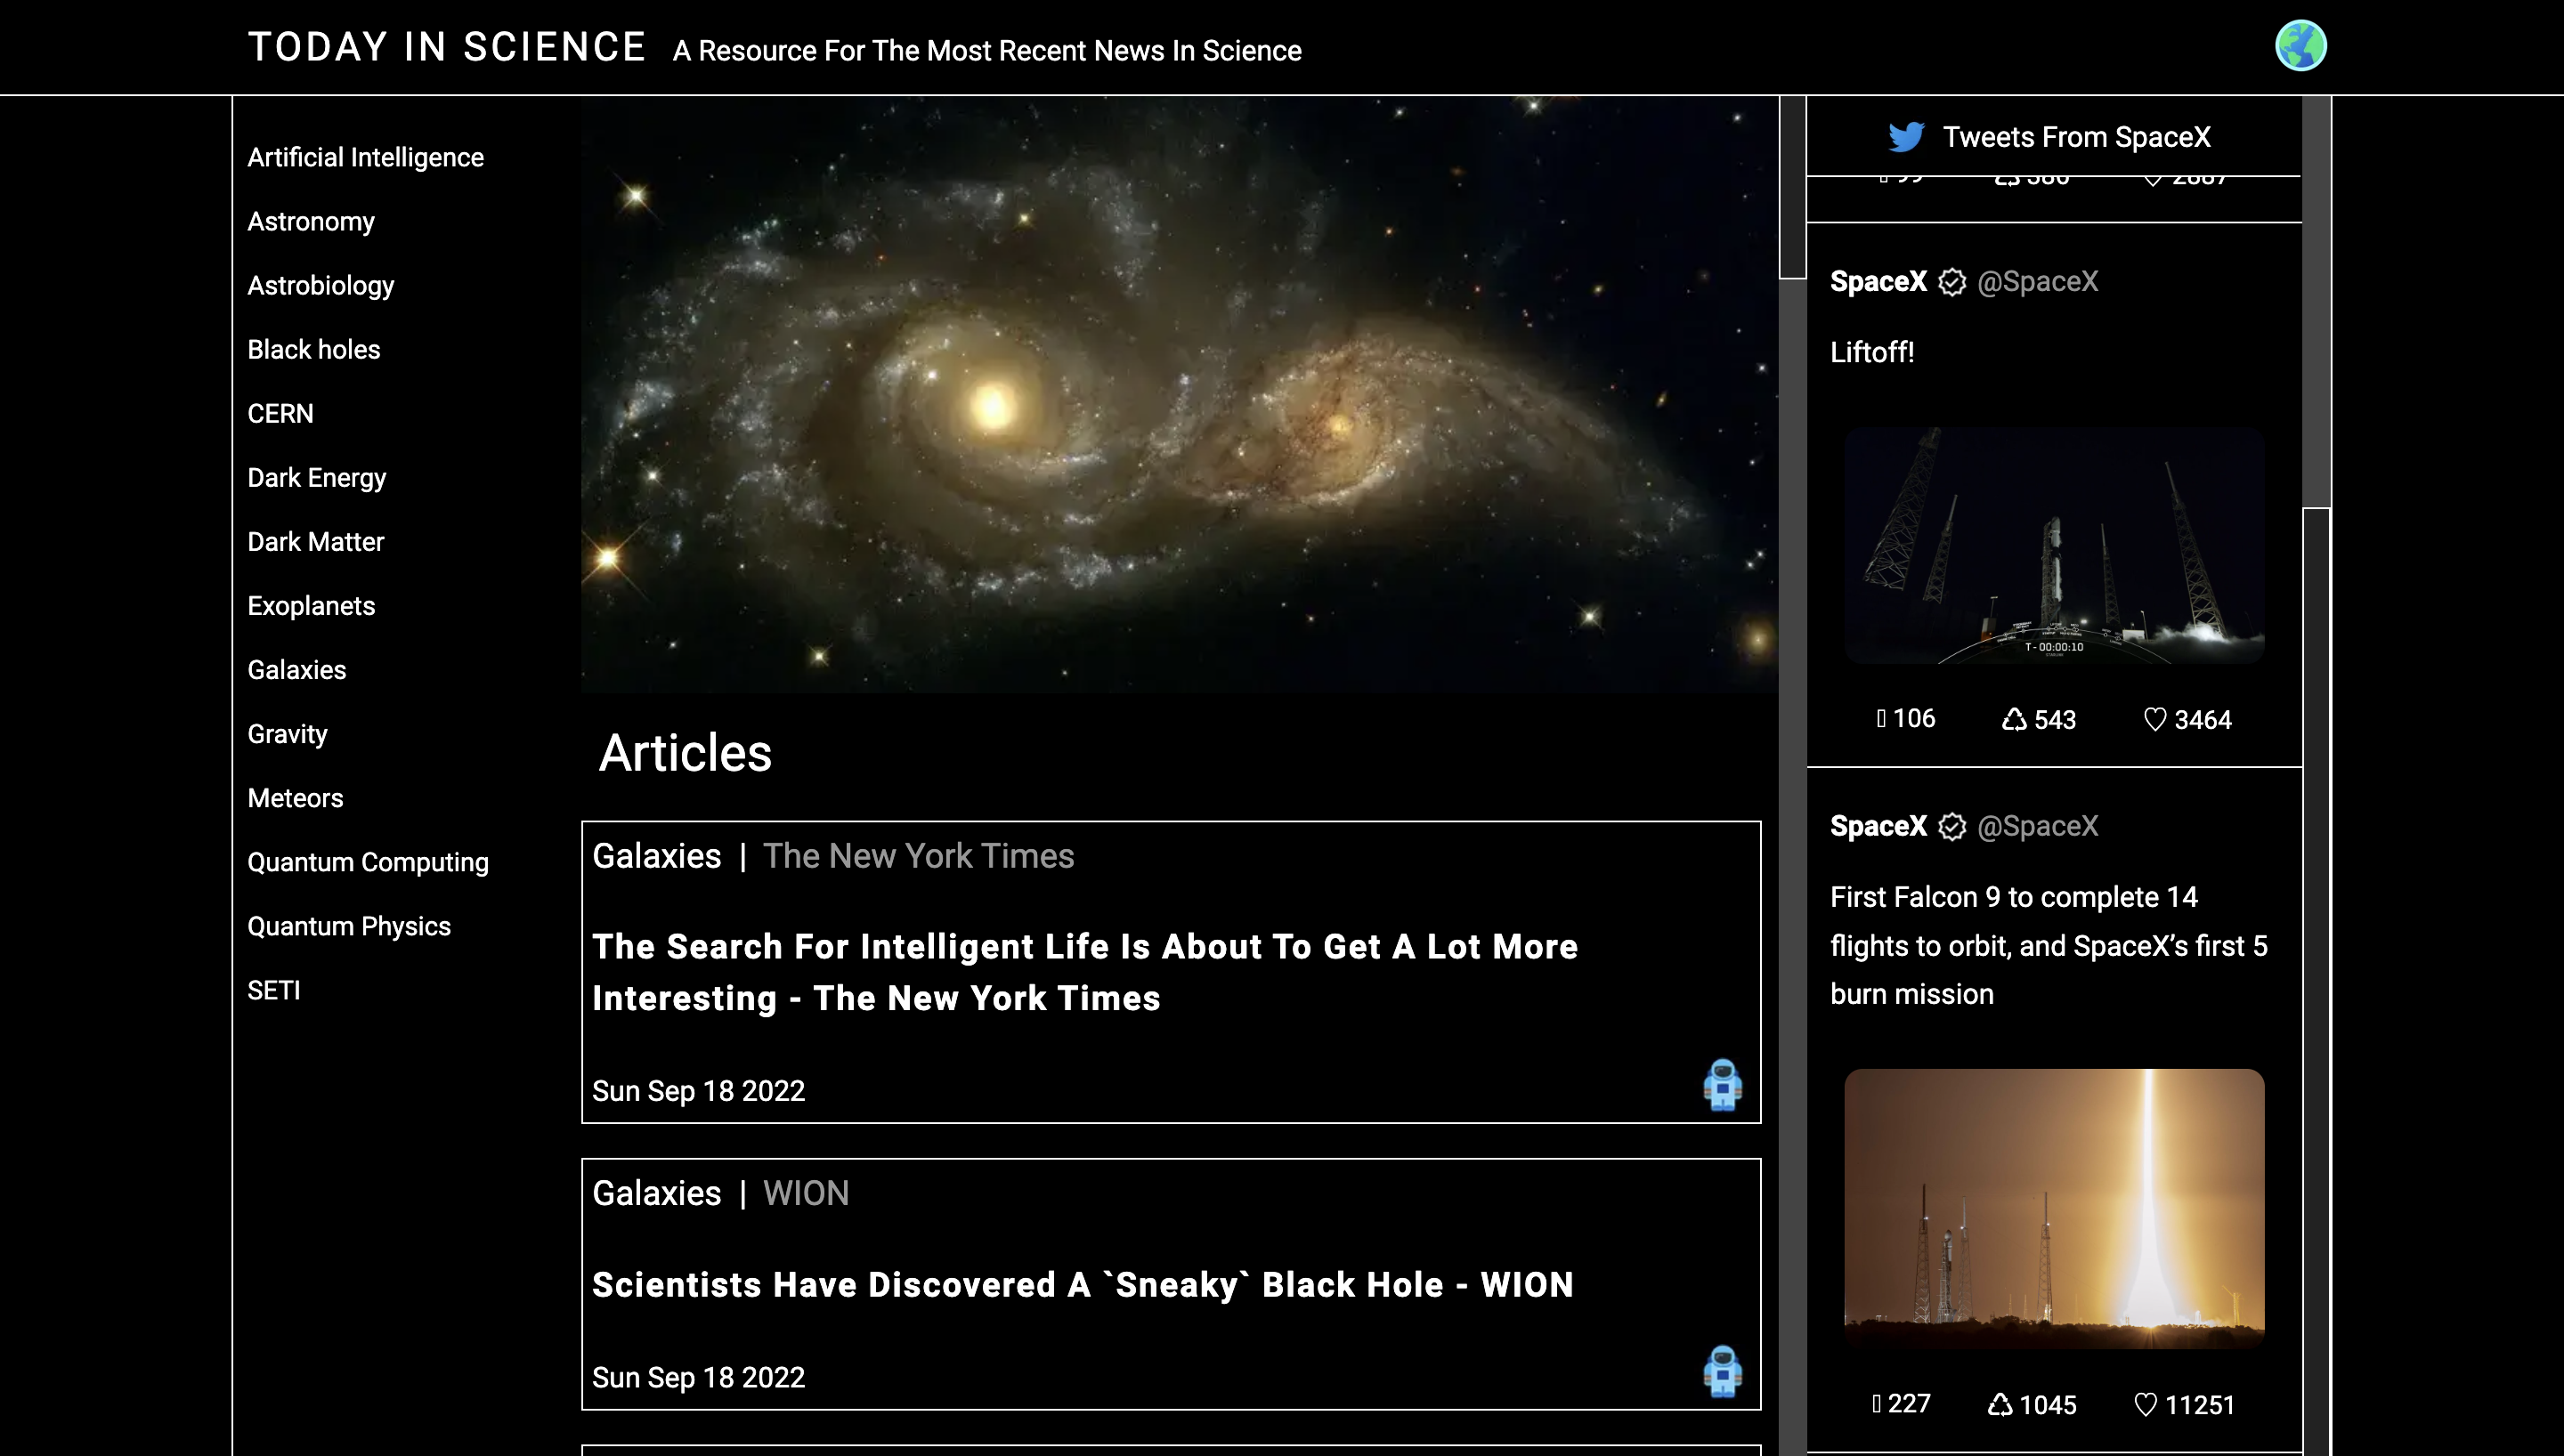 TODAY IN SCIENCE A Resource For The Most Recent News In Science
Artificial Intelligence
Astronomy
Astrobiology
Black holes
CERN
Dark Energy
Dark Matter
Exoplanets
Galaxies
Gravity
Meteors
Quantum Computing
Quantum Physics
SETI
Articles
Galaxies | The New York Times
The Search For Intelligent Life Is About To Get A Lot More
Interesting - The New York Times
Sun Sep 18 2022
Galaxies | WION
Scientists Have Discovered A `Sneaky` Black Hole - WION
Sun Sep 18 2022
Tweets From SpaceX
SpaceX @SpaceX
Liftoff!
T-00:00:10
106 543 3464
SpaceX @SpaceX
First Falcon 9 to complete 14
flights to orbit, and SpaceX’s first 5
burn mission
227 1045 11251